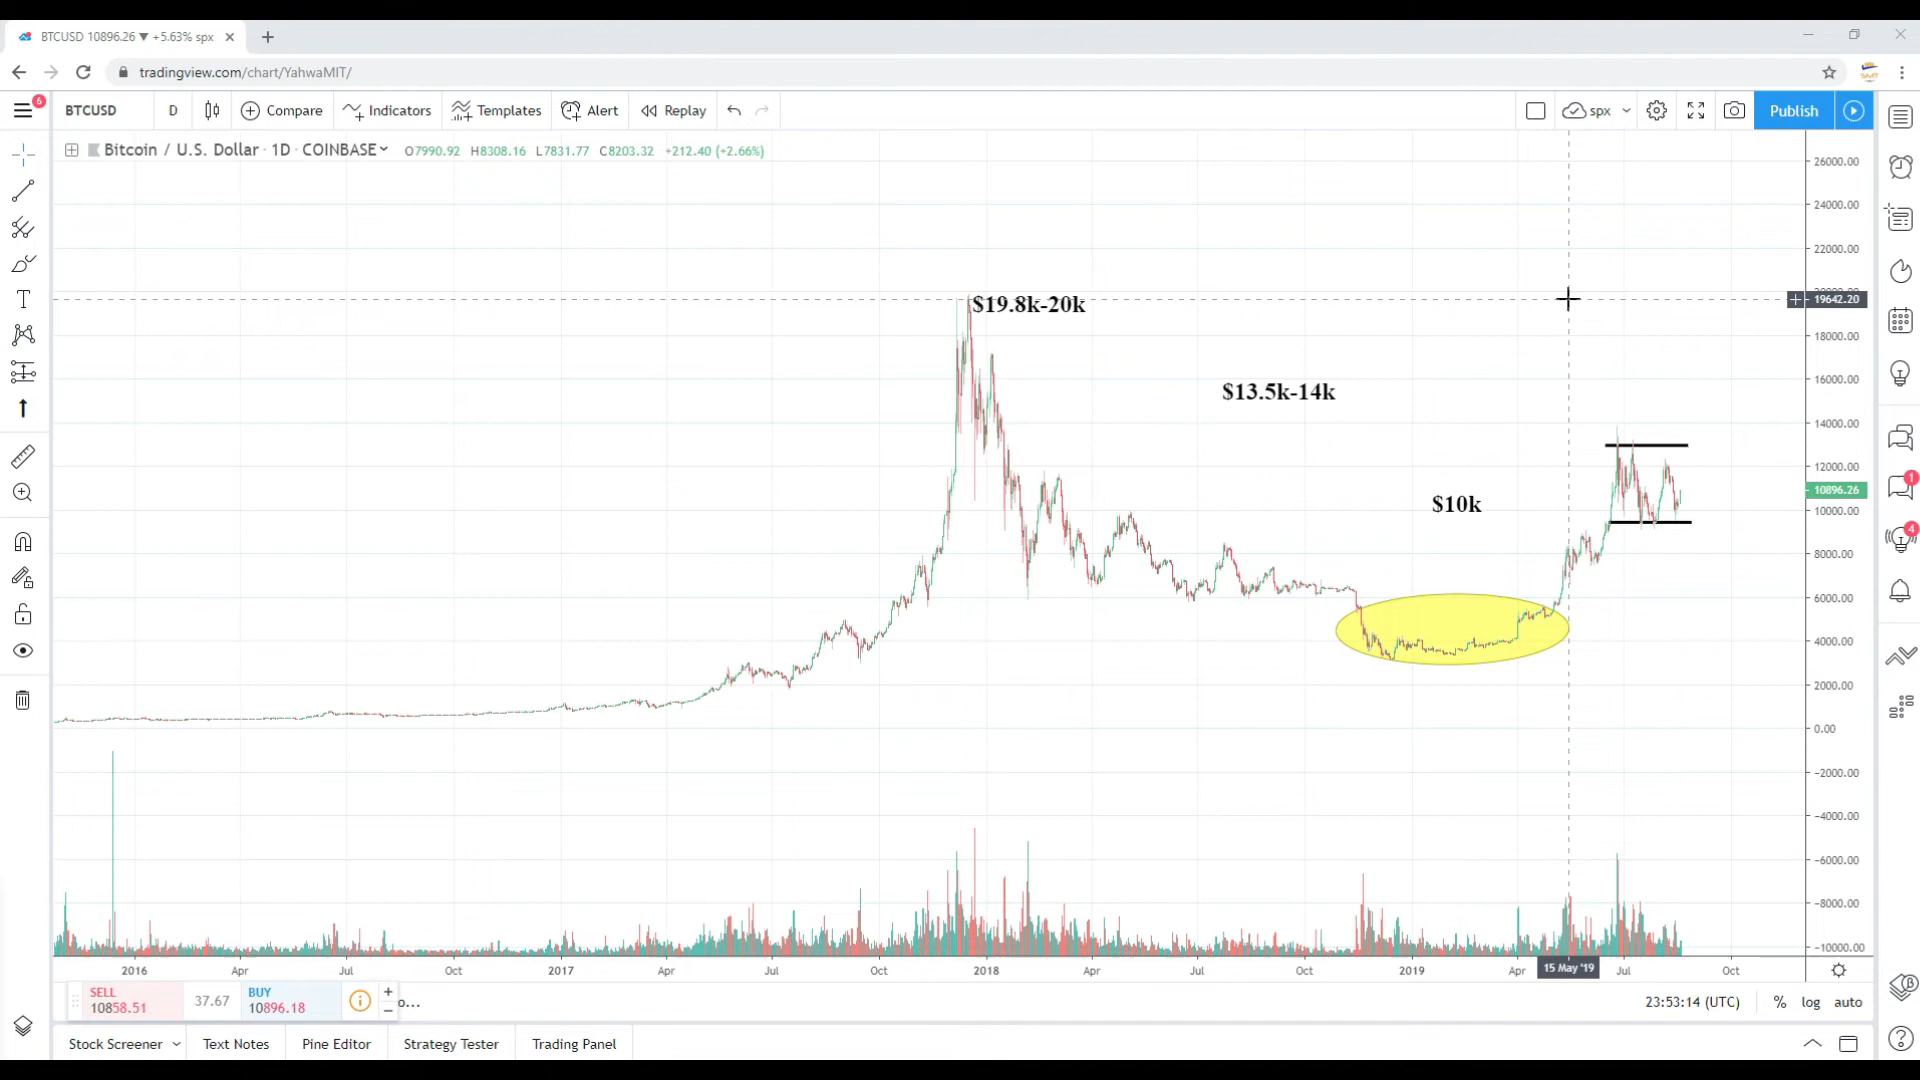 BTCUSD 10896.26 ▼ +5.63% spx
tradingview.com/chart/YahwaMIT/
6
BTCUSD D Compare Indicators Templates Alert Replay spx Publish
Bitcoin / U.S. Dollar · 1D · COINBASE O7990.92 H8308.16 L7831.77 C8203.32 +212.40 (+2.66%)
26000.00
24000.00
22000.00
19642.20
$19.8k-20k
18000.00
16000.00
$13.5k-14k
14000.00
12000.00
1
10896.26
$10k
10000.00
4
8000.00
6000.00
4000.00
2000.00
0.00
−2000.00
−4000.00
−6000.00
−8000.00
−10000.00
2016 Apr Jul Oct 2017 Apr Jul Oct 2018 Apr Jul Oct 2019 Apr 15 May '19 Jul Oct
SELL
10858.51
37.67
BUY
10896.18
o...
23:53:14 (UTC) % log auto
Stock Screener Text Notes Pine Editor Strategy Tester Trading Panel